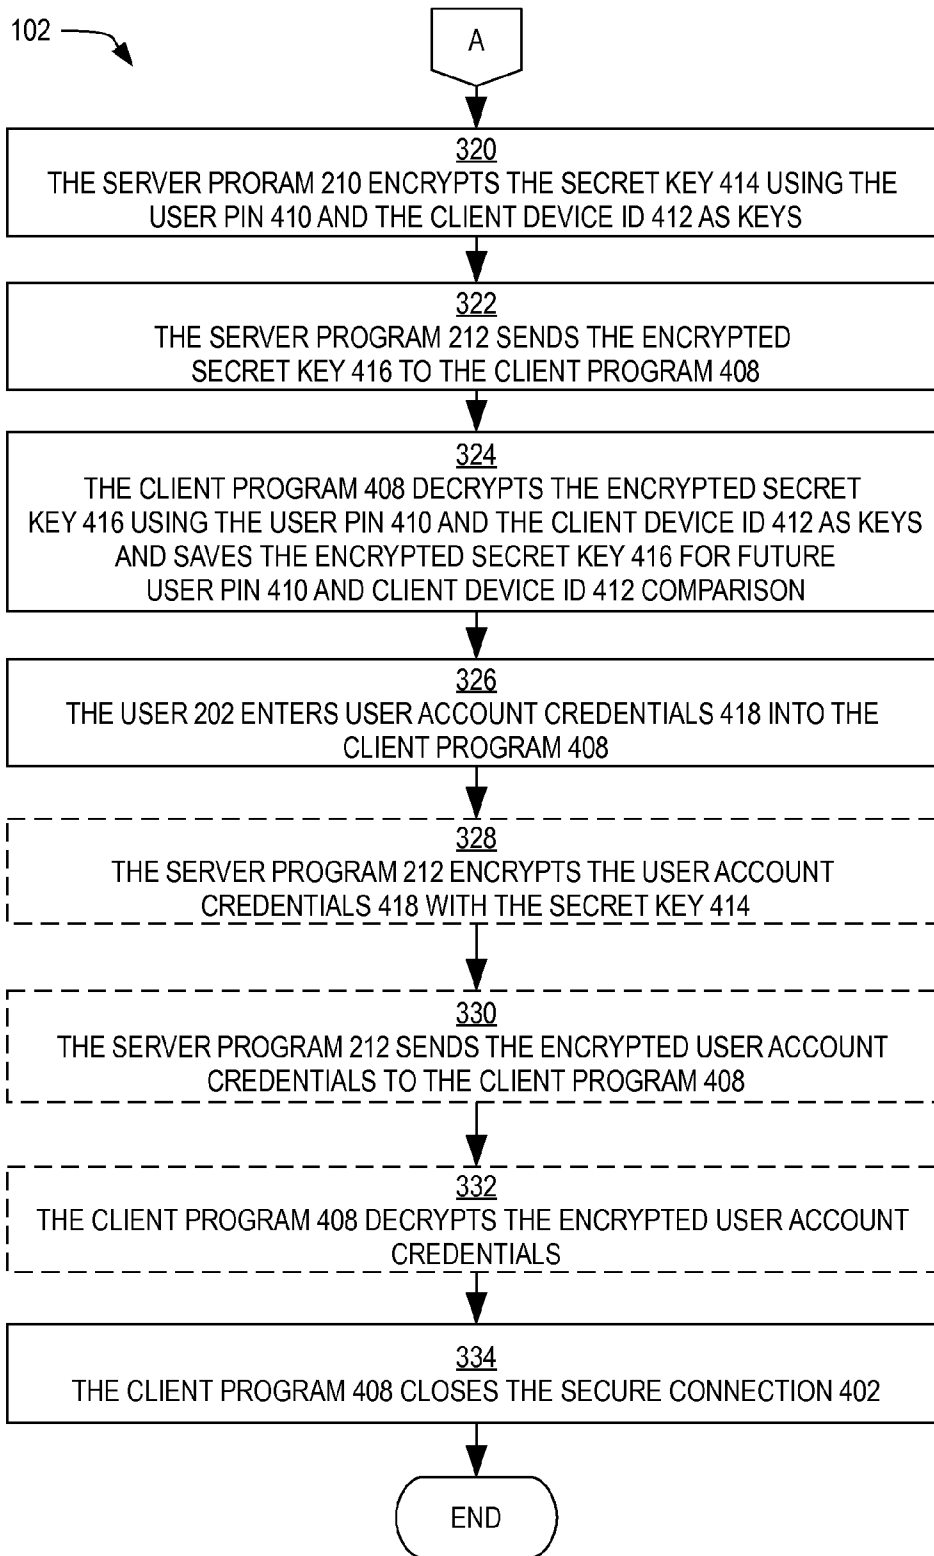 102
A
320
THE SERVER PRORAM 210 ENCRYPTS THE SECRET KEY 414 USING THE
USER PIN 410 AND THE CLIENT DEVICE ID 412 AS KEYS
322
THE SERVER PROGRAM 212 SENDS THE ENCRYPTED
SECRET KEY 416 TO THE CLIENT PROGRAM 408
324
THE CLIENT PROGRAM 408 DECRYPTS THE ENCRYPTED SECRET
KEY 416 USING THE USER PIN 410 AND THE CLIENT DEVICE ID 412 AS KEYS
AND SAVES THE ENCRYPTED SECRET KEY 416 FOR FUTURE
USER PIN 410 AND CLIENT DEVICE ID 412 COMPARISON
326
THE USER 202 ENTERS USER ACCOUNT CREDENTIALS 418 INTO THE
CLIENT PROGRAM 408
328
THE SERVER PROGRAM 212 ENCRYPTS THE USER ACCOUNT
CREDENTIALS 418 WITH THE SECRET KEY 414
330
THE SERVER PROGRAM 212 SENDS THE ENCRYPTED USER ACCOUNT
CREDENTIALS TO THE CLIENT PROGRAM 408
332
THE CLIENT PROGRAM 408 DECRYPTS THE ENCRYPTED USER ACCOUNT
CREDENTIALS
334
THE CLIENT PROGRAM 408 CLOSES THE SECURE CONNECTION 402
END